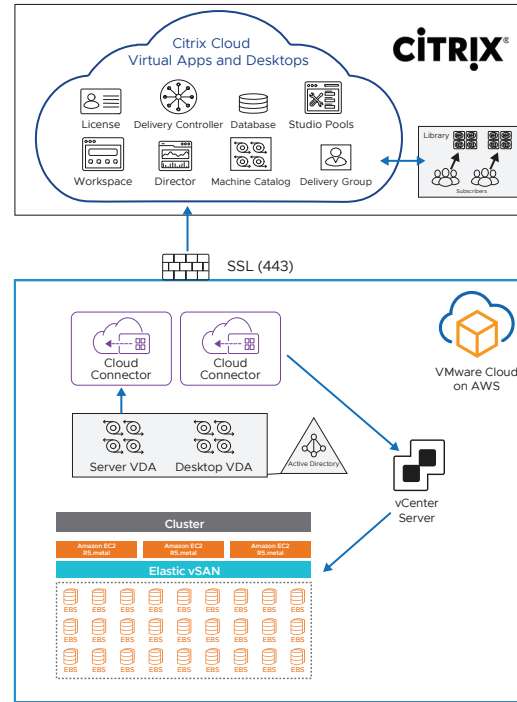 Citrix Cloud
Virtual Apps and Desktops
CİTRIX®
License
Delivery Controller
Database
Studio Pools
Workspace
Director
Machine Catalog
Delivery Group
Library
Subscribers
SSL (443)
Cloud
Connector
Cloud
Connector
VMware Cloud
on AWS
Server VDA
Desktop VDA
Active Directory
vCenter
Server
Cluster
Amazon EC2
R5.metal
Amazon EC2
R5.metal
Amazon EC2
R5.metal
Elastic vSAN
EBS EBS EBS EBS EBS EBS EBS EBS EBS
EBS EBS EBS EBS EBS EBS EBS EBS EBS
EBS EBS EBS EBS EBS EBS EBS EBS EBS